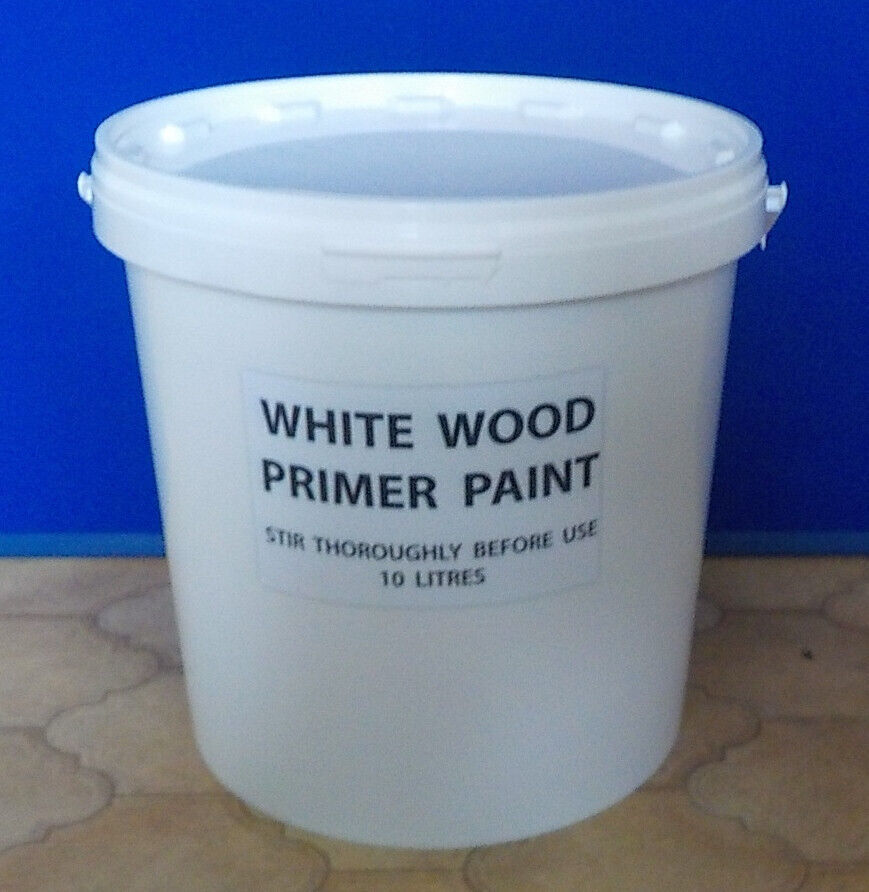 WHITE WOOD
PRIMER PAINT
STIR THOROUGHLY BEFORE USE
10 LITRES